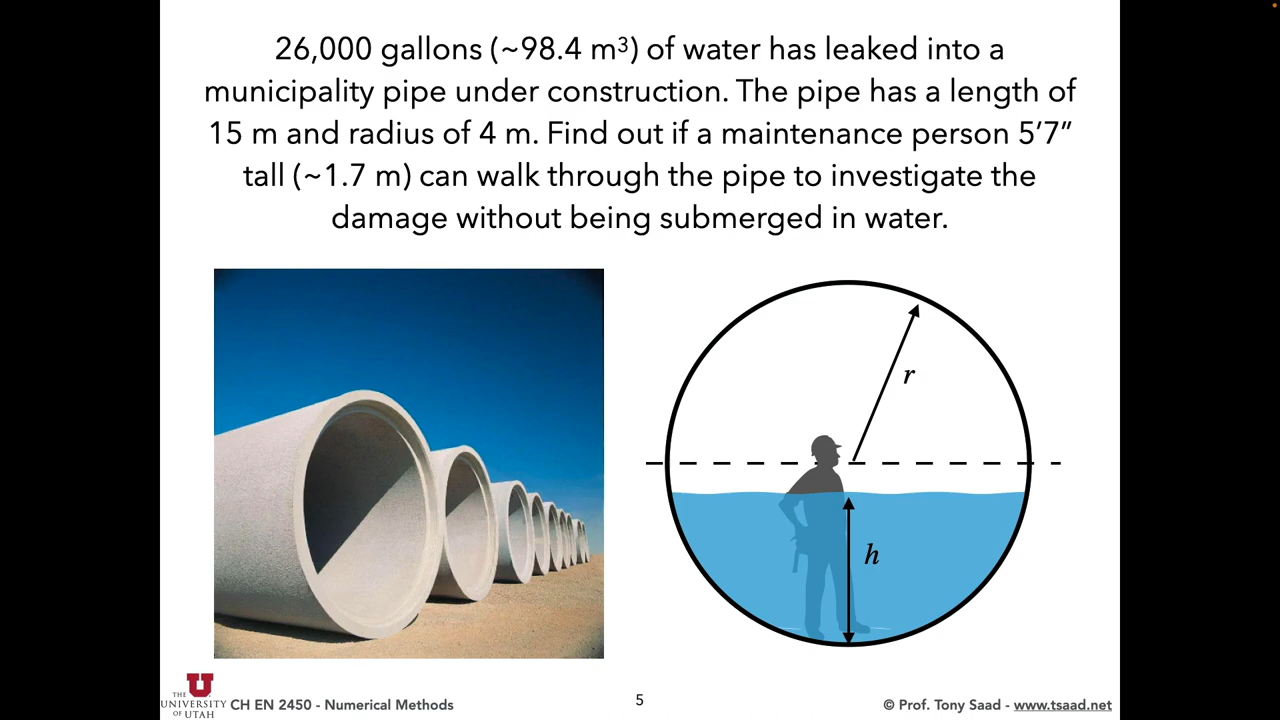 26,000 gallons (~98.4 m³) of water has leaked into a
municipality pipe under construction. The pipe has a length of
15 m and radius of 4 m. Find out if a maintenance person 5’7”
tall (~1.7 m) can walk through the pipe to investigate the
damage without being submerged in water.
r
h
THE
UNIVERSITY
OF UTAH
CH EN 2450 - Numerical Methods
5
© Prof. Tony Saad - www.tsaad.net